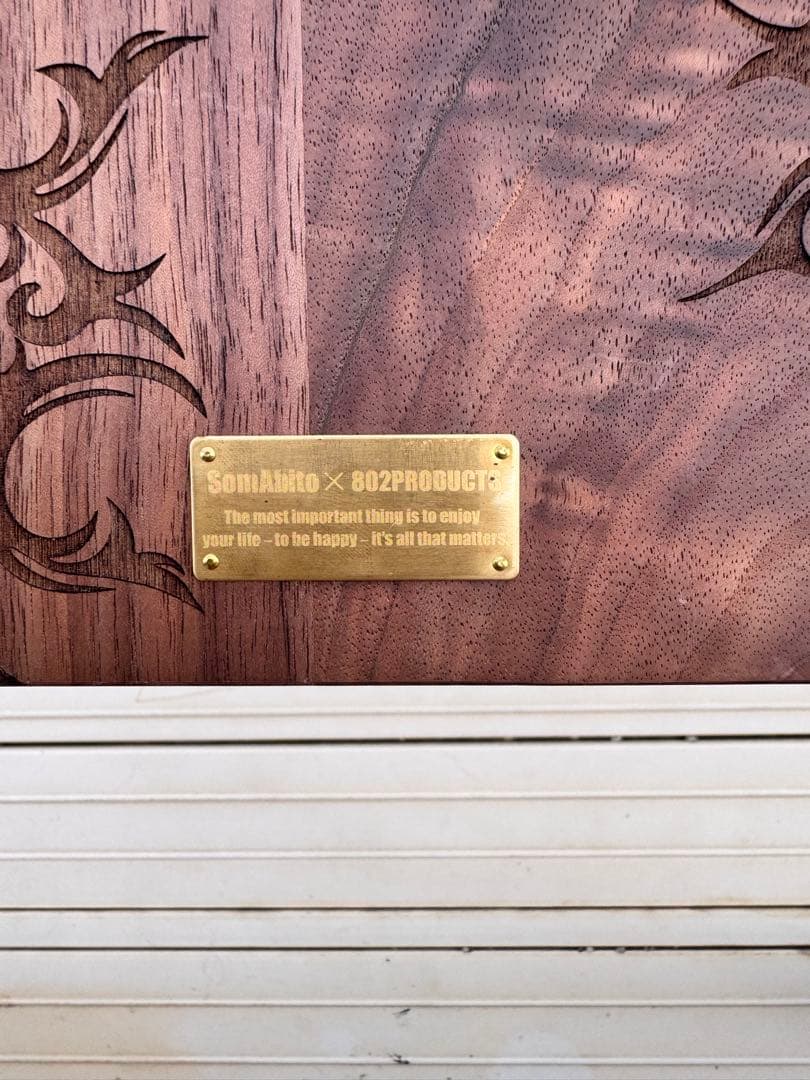 SomAbito × 802PRODUCTS
The most important thing is to enjoy
your life – to be happy – it's all that matters.